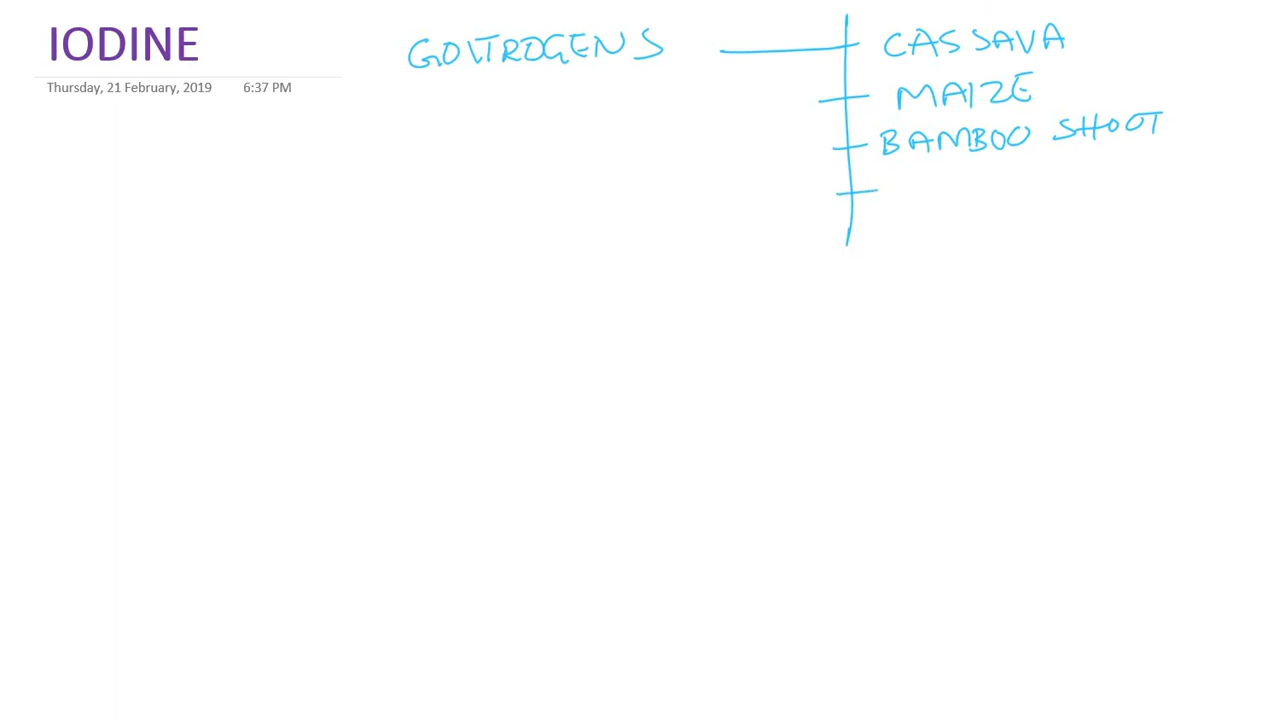 IODINE
Thursday, 21 February, 2019 6:37 PM
GOITROGENS
CASSAVA
MAIZE
BAMBOO SHOOT